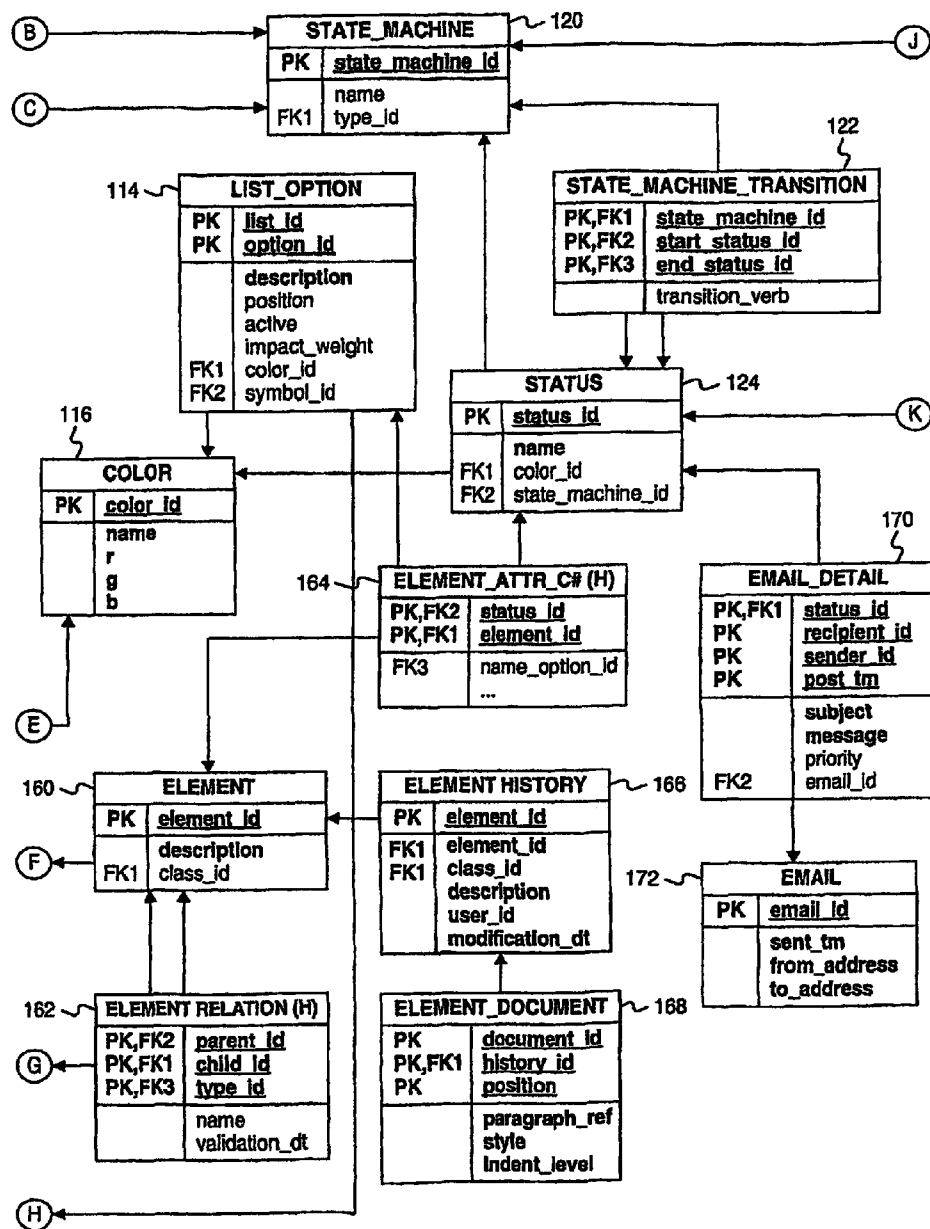 B
STATE_MACHINE
120
PK state_machine_id
J
C
name
FK1 type_id
122
STATE_MACHINE_TRANSITION
PK,FK1 state_machine_id
PK,FK2 start_status_id
PK,FK3 end_status_id
transition_verb
114
LIST_OPTION
PK list_id
PK option_id
description
position
active
impact_weight
FK1 color_id
FK2 symbol_id
STATUS
124
PK status_id
K
name
FK1 color_id
FK2 state_machine_id
116
COLOR
PK color_id
name
r
g
b
E
164
ELEMENT_ATTR_C# (H)
PK,FK2 status_id
PK,FK1 element_id
FK3 name_option_id
...
170
EMAIL_DETAIL
PK,FK1 status_id
PK recipient_id
PK sender_id
PK post_tm
subject
message
priority
FK2 email_id
160
ELEMENT
PK element_id
F
description
FK1 class_id
ELEMENT HISTORY
166
PK element_id
FK1 element_id
FK1 class_id
description
user_id
modification_dt
172
EMAIL
PK email_id
sent_tm
from_address
to_address
162
ELEMENT RELATION (H)
PK,FK2 parent_id
PK,FK1 child_id
PK,FK3 type_id
G
name
validation_dt
ELEMENT_DOCUMENT
168
PK document_id
PK,FK1 history_id
PK position
paragraph_ref
style
indent_level
H